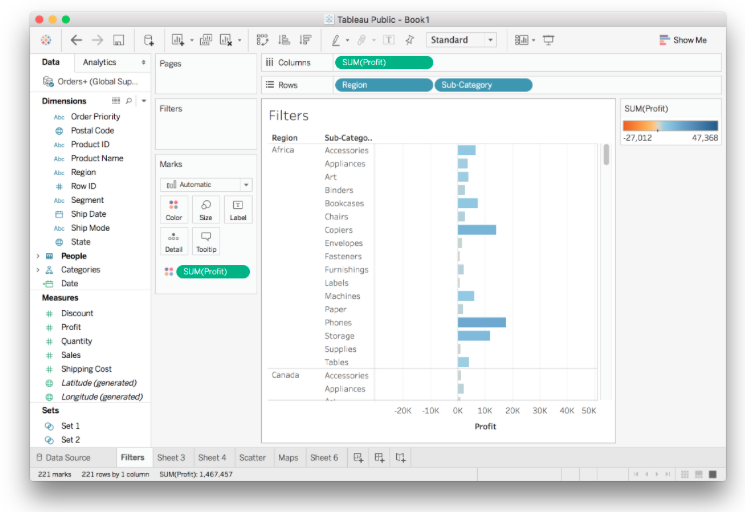 Tableau Public - Book1
Standard
Show Me
Data Analytics
Pages
Columns SUM(Profit)
Orders+ (Global Sup...
Rows Region Sub-Category
Dimensions
Abc Order Priority
Postal Code
Abc Product ID
Abc Product Name
Abc Region
# Row ID
Abc Segment
Ship Date
Abc Ship Mode
State
People
Categories
Date
Measures
# Discount
# Profit
# Quantity
# Sales
# Shipping Cost
Latitude (generated)
Longitude (generated)
Sets
Set 1
Set 2
Filters
Marks
Automatic
Color Size Label
Detail Tooltip
SUM(Profit)
Filters
Region Sub-Catego..
Africa Accessories
Appliances
Art
Binders
Bookcases
Chairs
Copiers
Envelopes
Fasteners
Furnishings
Labels
Machines
Paper
Phones
Storage
Supplies
Tables
Canada Accessories
Appliances
-20K -10K 0K 10K 20K 30K 40K 50K
Profit
SUM(Profit)
-27,012 47,368
Data Source Filters Sheet 3 Sheet 4 Scatter Maps Sheet 6
221 marks 221 rows by 1 column SUM(Profit): 1,467,457